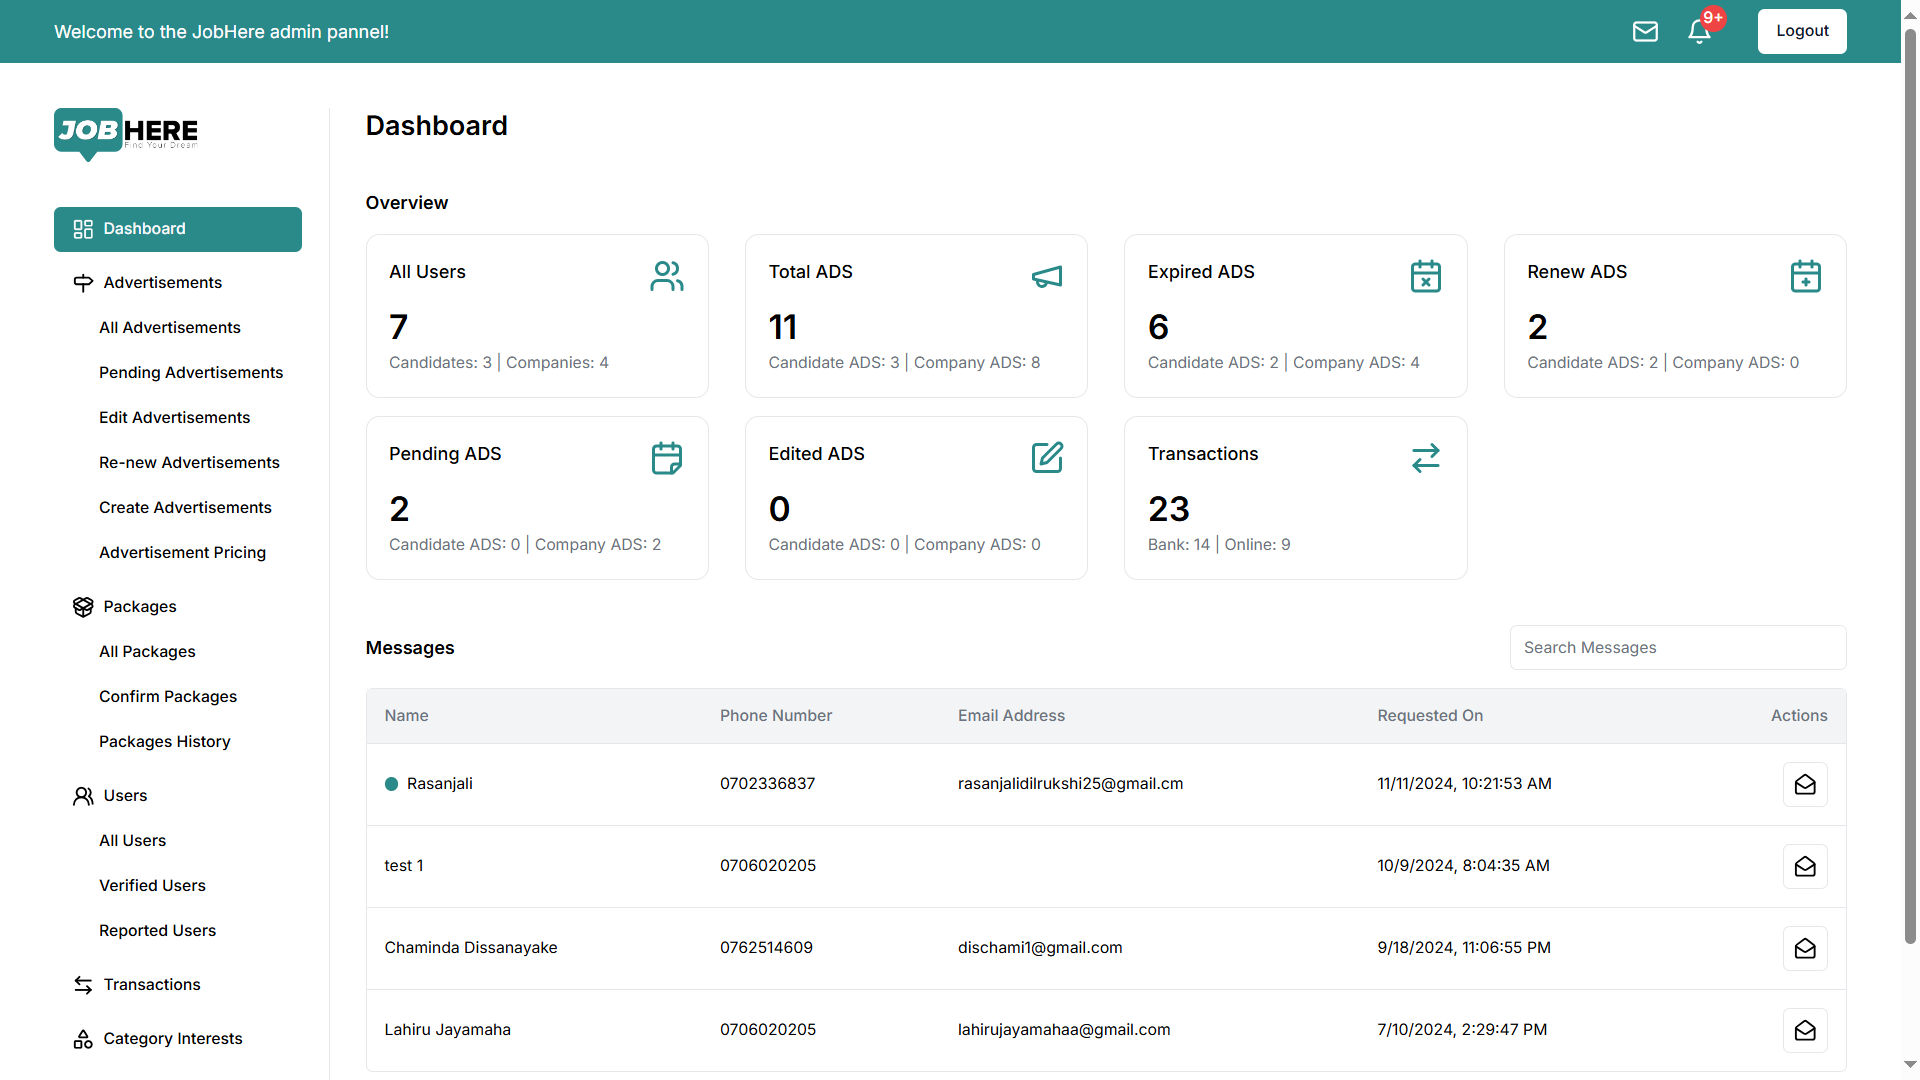 Welcome to the JobHere admin pannel!
9+
Logout
JOB HERE
Find Your Dream
Dashboard
Advertisements
All Advertisements
Pending Advertisements
Edit Advertisements
Re-new Advertisements
Create Advertisements
Advertisement Pricing
Packages
All Packages
Confirm Packages
Packages History
Users
All Users
Verified Users
Reported Users
Transactions
Category Interests
Dashboard
Overview
All Users
7
Candidates: 3 | Companies: 4
Total ADS
11
Candidate ADS: 3 | Company ADS: 8
Expired ADS
6
Candidate ADS: 2 | Company ADS: 4
Renew ADS
2
Candidate ADS: 2 | Company ADS: 0
Pending ADS
2
Candidate ADS: 0 | Company ADS: 2
Edited ADS
0
Candidate ADS: 0 | Company ADS: 0
Transactions
23
Bank: 14 | Online: 9
Messages
Search Messages
Name Phone Number Email Address Requested On Actions
Rasanjali 0702336837 rasanjalidilrukshi25@gmail.cm 11/11/2024, 10:21:53 AM
test 1 0706020205 10/9/2024, 8:04:35 AM
Chaminda Dissanayake 0762514609 dischami1@gmail.com 9/18/2024, 11:06:55 PM
Lahiru Jayamaha 0706020205 lahirujayamahaa@gmail.com 7/10/2024, 2:29:47 PM